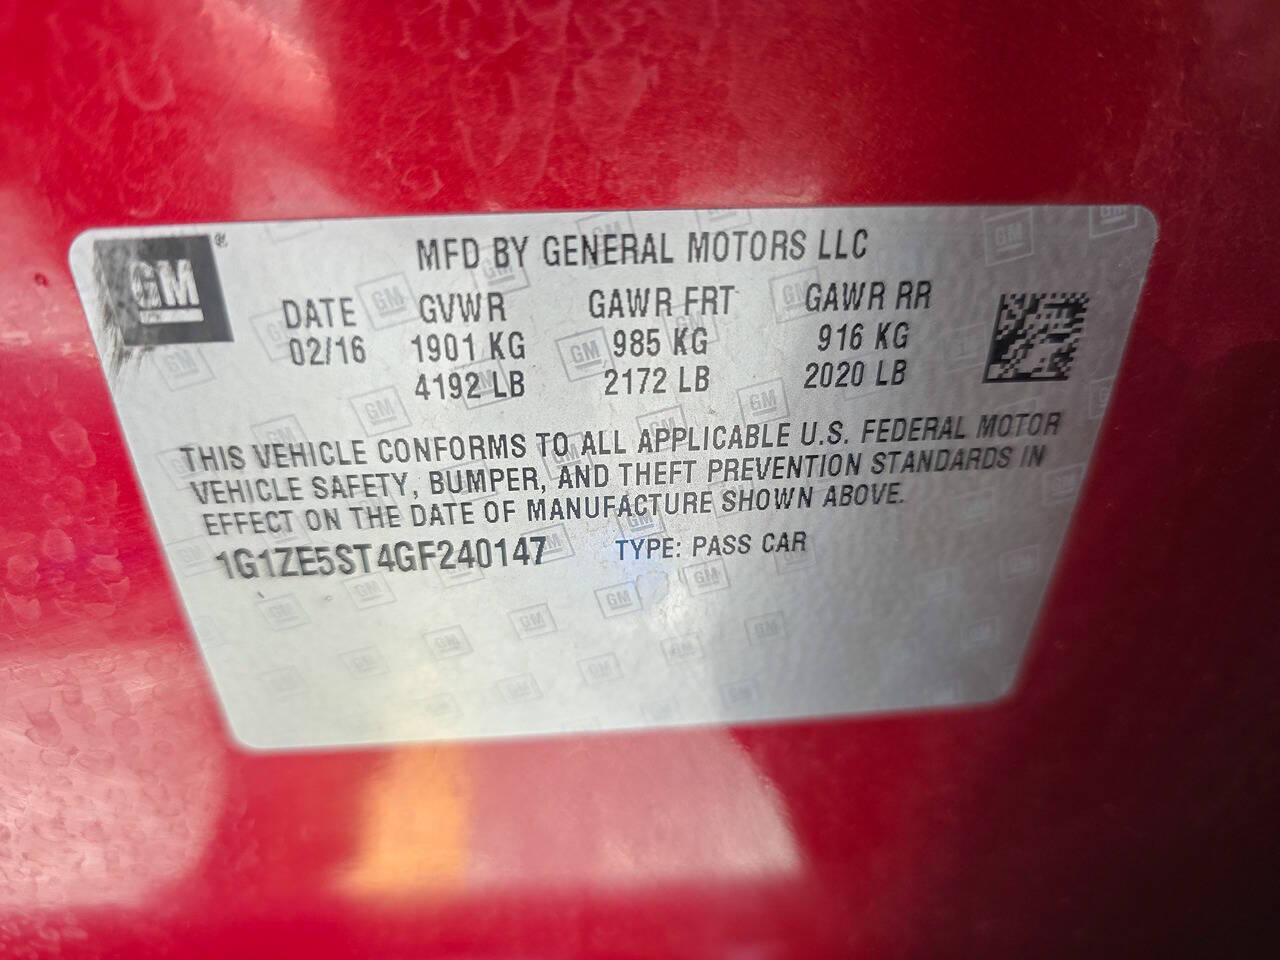 GM ®
MFD BY GENERAL MOTORS LLC
DATE GVWR GAWR FRT GAWR RR
02/16 1901 KG 985 KG 916 KG
4192 LB 2172 LB 2020 LB
THIS VEHICLE CONFORMS TO ALL APPLICABLE U.S. FEDERAL MOTOR
VEHICLE SAFETY, BUMPER, AND THEFT PREVENTION STANDARDS IN
EFFECT ON THE DATE OF MANUFACTURE SHOWN ABOVE.
1G1ZE5ST4GF240147 TYPE: PASS CAR